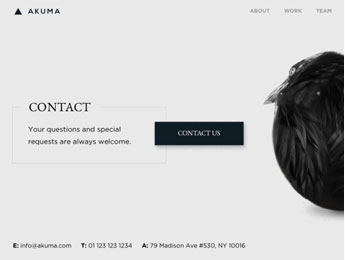 AKUMA
ABOUT WORK TEAM
CONTACT
Your questions and special
requests are always welcome.
CONTACT US
E: info@akuma.com T: 01 123 123 1234 A: 79 Madison Ave #530, NY 10016